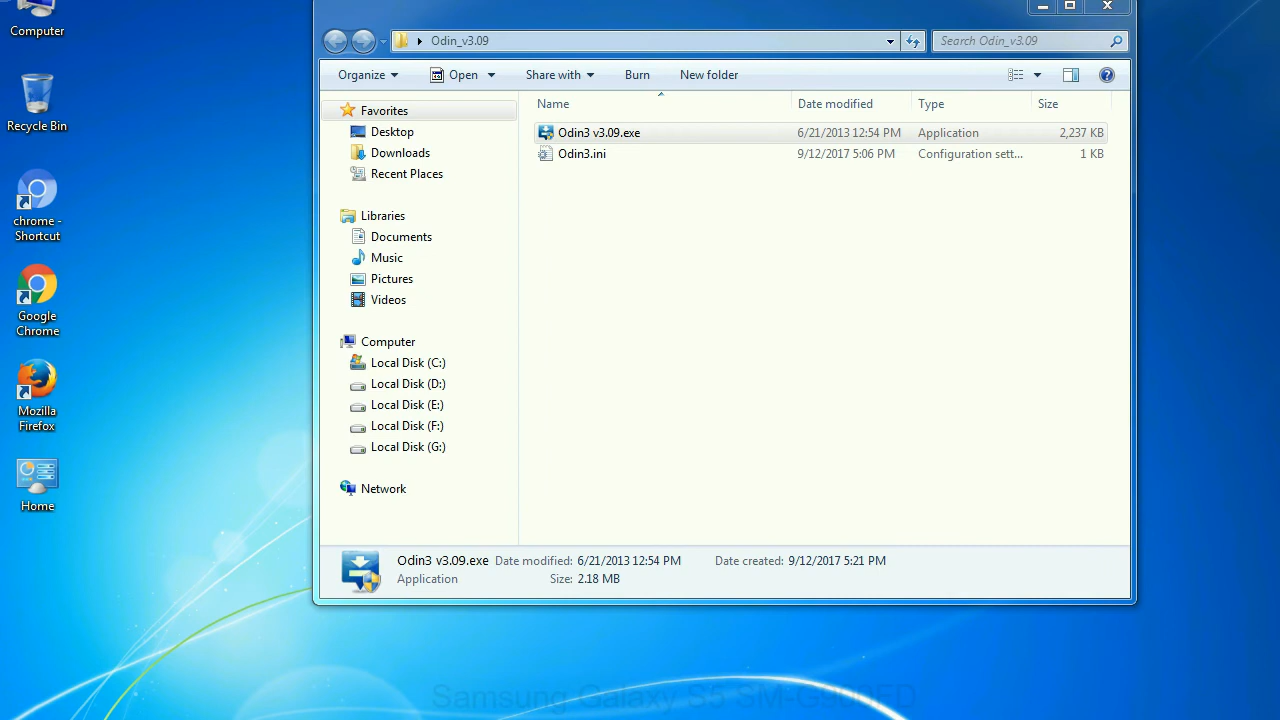 Computer
Recycle Bin
chrome -
Shortcut
Google
Chrome
Mozilla
Firefox
Home
Odin_v3.09
Search Odin_v3.09
Organize Open Share with Burn New folder
Name Date modified Type Size
Odin3 v3.09.exe 6/21/2013 12:54 PM Application 2,237 KB
Odin3.ini 9/12/2017 5:06 PM Configuration sett... 1 KB
Favorites
Desktop
Downloads
Recent Places
Libraries
Documents
Music
Pictures
Videos
Computer
Local Disk (C:)
Local Disk (D:)
Local Disk (E:)
Local Disk (F:)
Local Disk (G:)
Network
Odin3 v3.09.exe Date modified: 6/21/2013 12:54 PM Date created: 9/12/2017 5:21 PM
Application Size: 2.18 MB
Samsung Galaxy S5